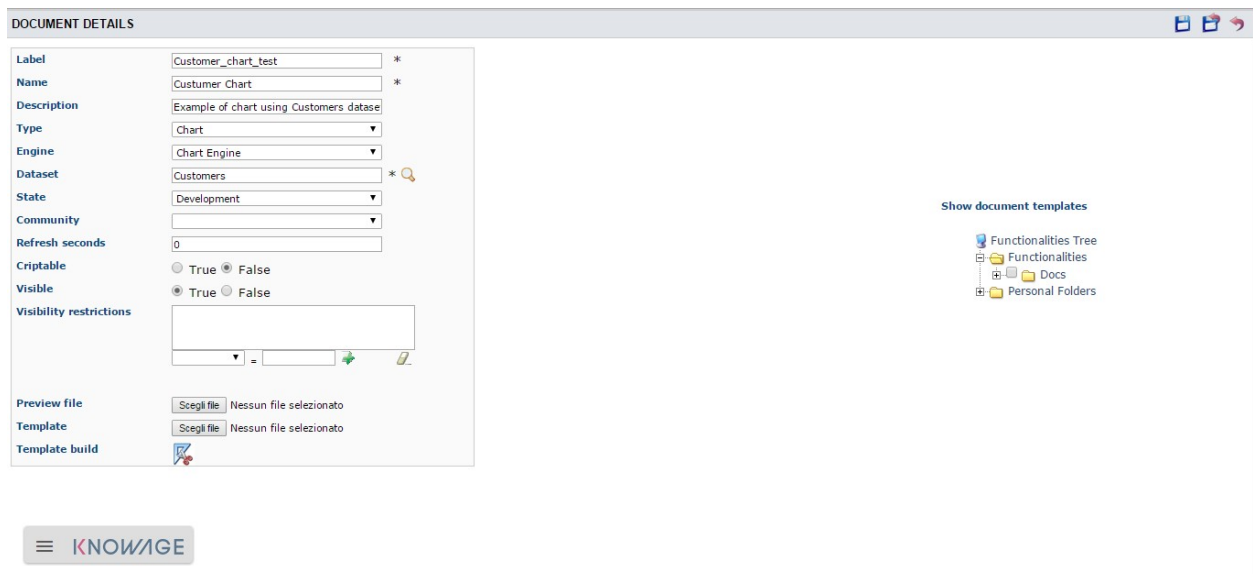 DOCUMENT DETAILS
Label Customer_chart_test *
Name Custumer Chart *
Description Example of chart using Customers datase
Type Chart
Engine Chart Engine
Dataset Customers *
State Development
Community
Refresh seconds 0
Criptable True False
Visible True False
Visibility restrictions
=
Preview file Scegli file Nessun file selezionato
Template Scegli file Nessun file selezionato
Template build
Show document templates
Functionalities Tree
Functionalities
Docs
Personal Folders
KNOWAGE